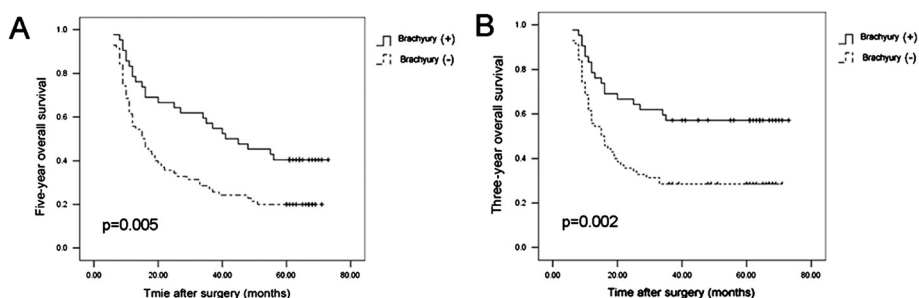 A
Five-year overall survival
1.0
0.8
0.6
0.4
0.2
0.0
p=0.005
0.00 20.00 40.00 60.00 80.00
Tmie after surgery (months)
Brachyury (+)
Brachyury (-)
B
Three-year overall survival
1.0
0.8
0.6
0.4
0.2
0.0
p=0.002
0.00 20.00 40.00 60.00 80.00
Time after surgery (months)
Brachyury (+)
Brachyury (-)